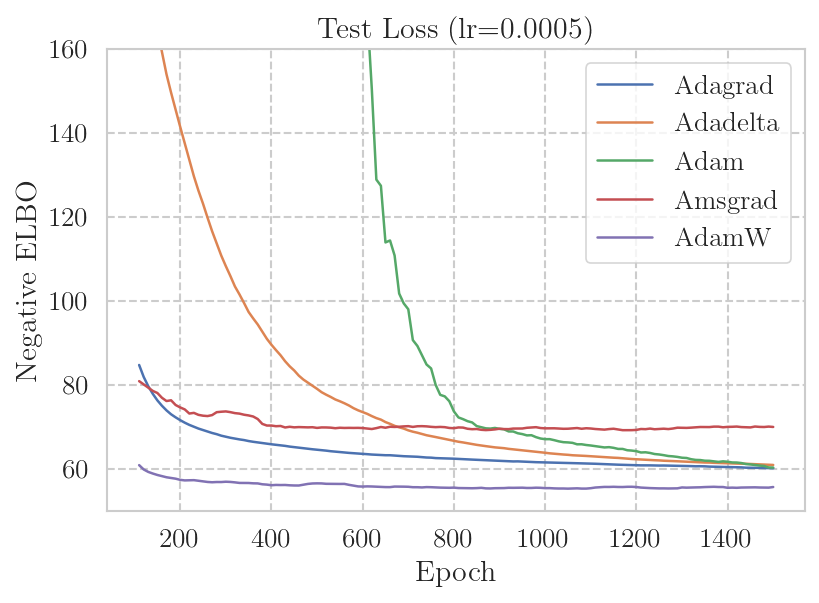 Test Loss (lr=0.0005)
160
140
120
100
80
60
Negative ELBO
Adagrad
Adadelta
Adam
Amsgrad
AdamW
200 400 600 800 1000 1200 1400
Epoch